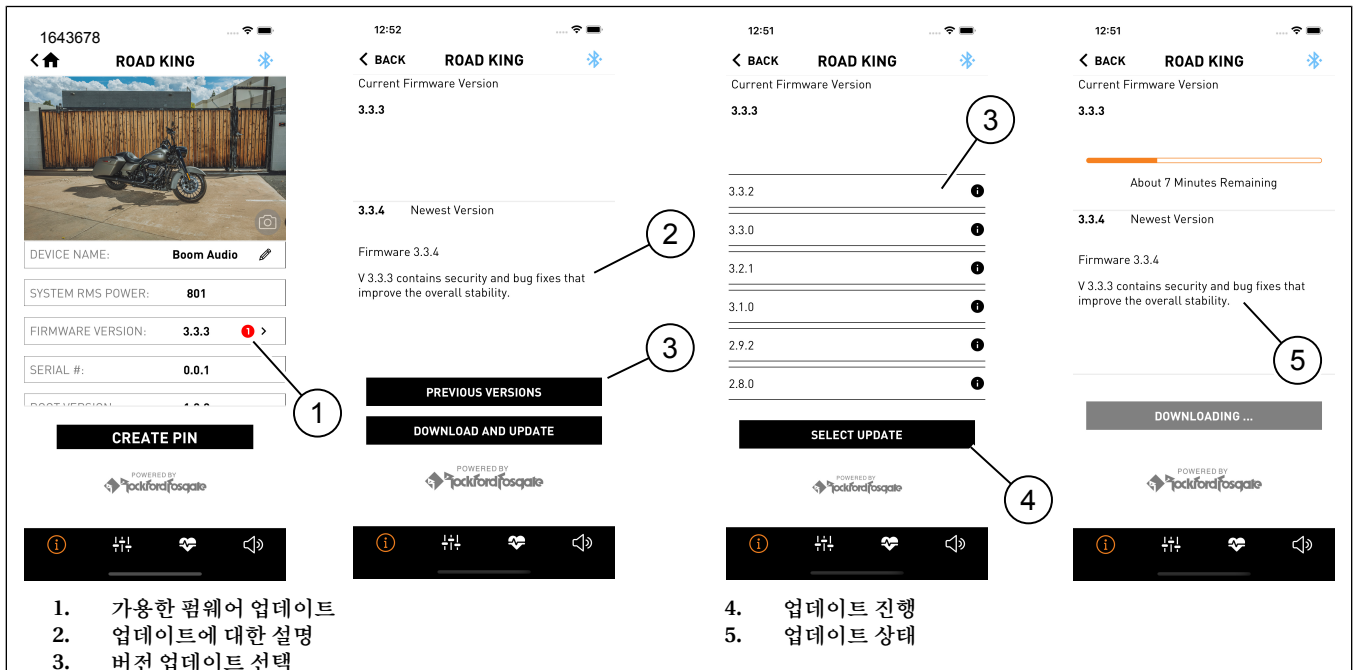 1643678
ROAD KING
DEVICE NAME: Boom Audio
SYSTEM RMS POWER: 801
FIRMWARE VERSION: 3.3.3 1
SERIAL #: 0.0.1
CREATE PIN
POWERED BY
Rockford Fosgate
12:52
BACK ROAD KING
Current Firmware Version
3.3.3
3.3.4 Newest Version
Firmware 3.3.4
V 3.3.3 contains security and bug fixes that
improve the overall stability.
PREVIOUS VERSIONS
DOWNLOAD AND UPDATE
POWERED BY
Rockford Fosgate
12:51
BACK ROAD KING
Current Firmware Version
3.3.3
3.3.2
3.3.0
3.2.1
3.1.0
2.9.2
2.8.0
SELECT UPDATE
POWERED BY
Rockford Fosgate
12:51
BACK ROAD KING
Current Firmware Version
3.3.3
About 7 Minutes Remaining
3.3.4 Newest Version
Firmware 3.3.4
V 3.3.3 contains security and bug fixes that
improve the overall stability.
DOWNLOADING ...
POWERED BY
Rockford Fosgate
1
2
3
3
4
5
1. 가용한 펌웨어 업데이트
2. 업데이트에 대한 설명
3. 버전 업데이트 선택
4. 업데이트 진행
5. 업데이트 상태